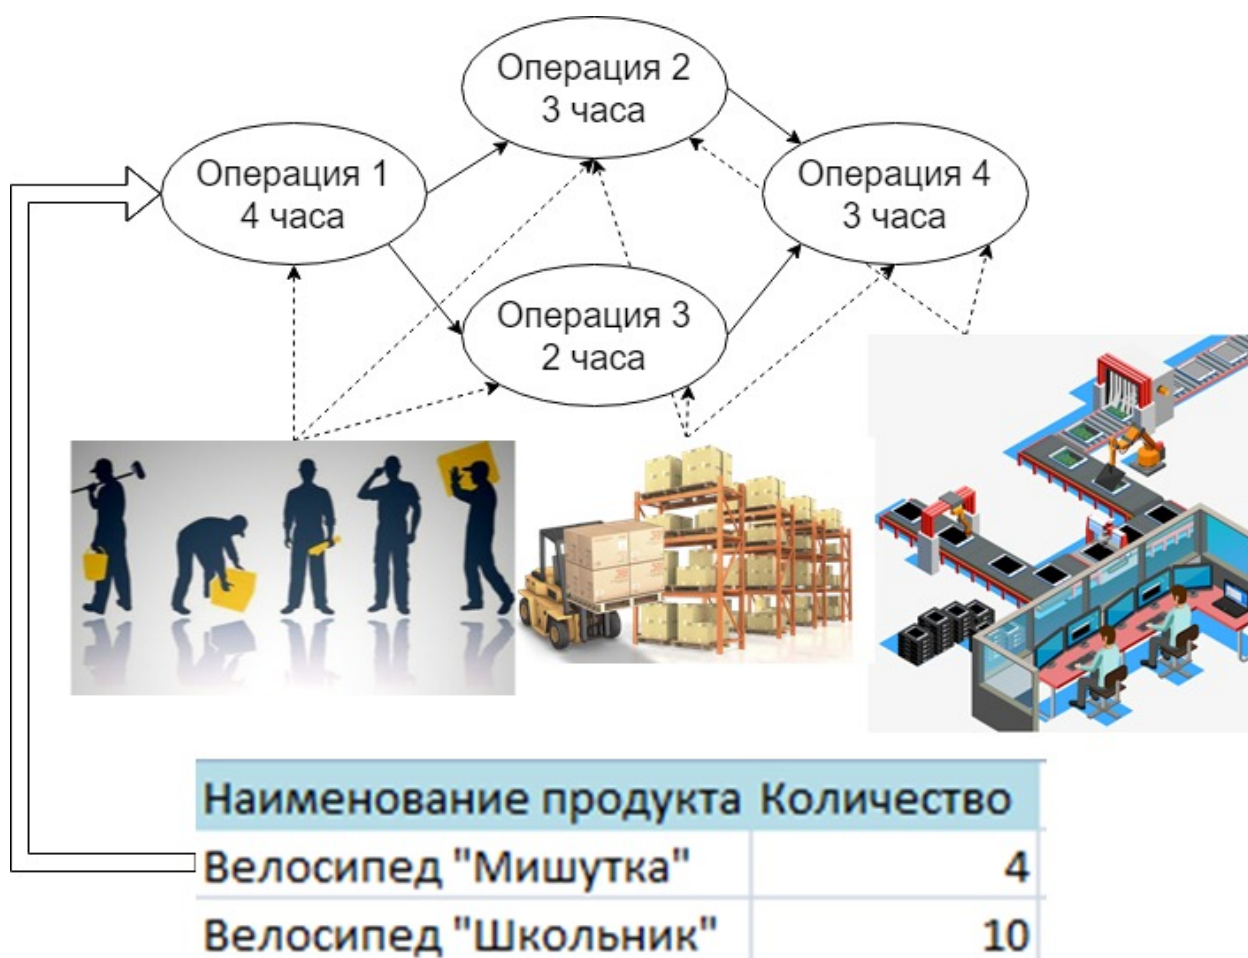 Операция 2
3 часа
Операция 1
4 часа
Операция 4
3 часа
Операция 3
2 часа
Наименование продукта Количество
Велосипед "Мишутка" 4
Велосипед "Школьник" 10